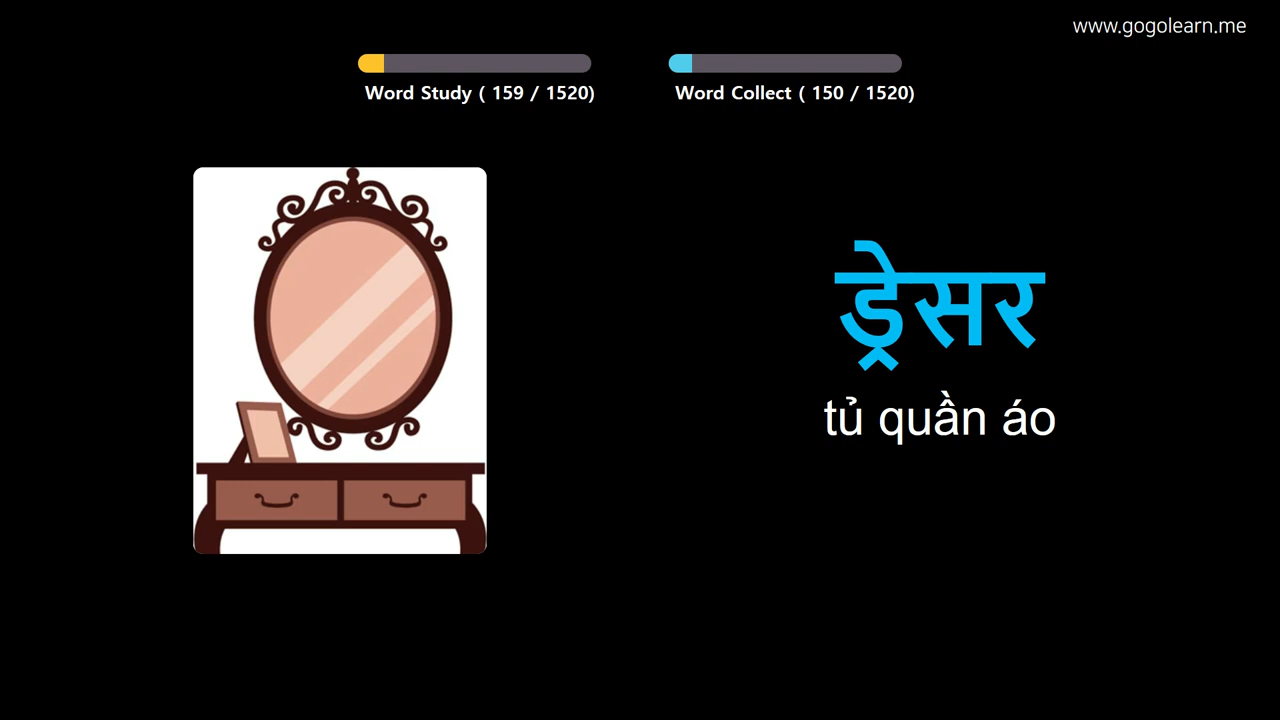 www.gogolearn.me
Word Study ( 159 / 1520)
Word Collect ( 150 / 1520)
ड्रेसर
tủ quần áo